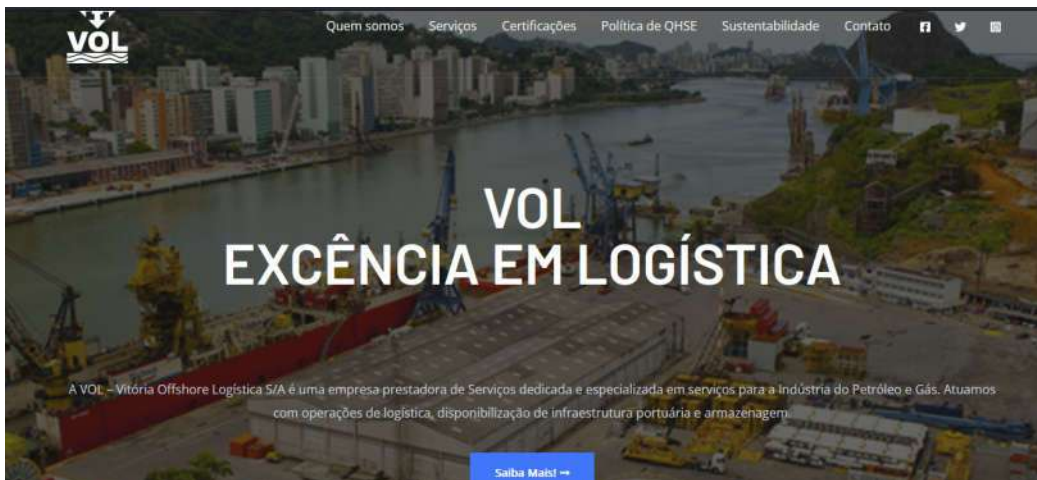 VOL
Quem somos Serviços Certificações Política de QHSE Sustentabilidade Contato
VOL
EXCÊNCIA EM LOGÍSTICA
A VOL – Vitória Offshore Logística S/A é uma empresa prestadora de Serviços dedicada e especializada em serviços para a Indústria do Petróleo e Gás. Atuamos
com operações de logística, disponibilização de infraestrutura portuária e armazenagem.
Saiba Mais! →